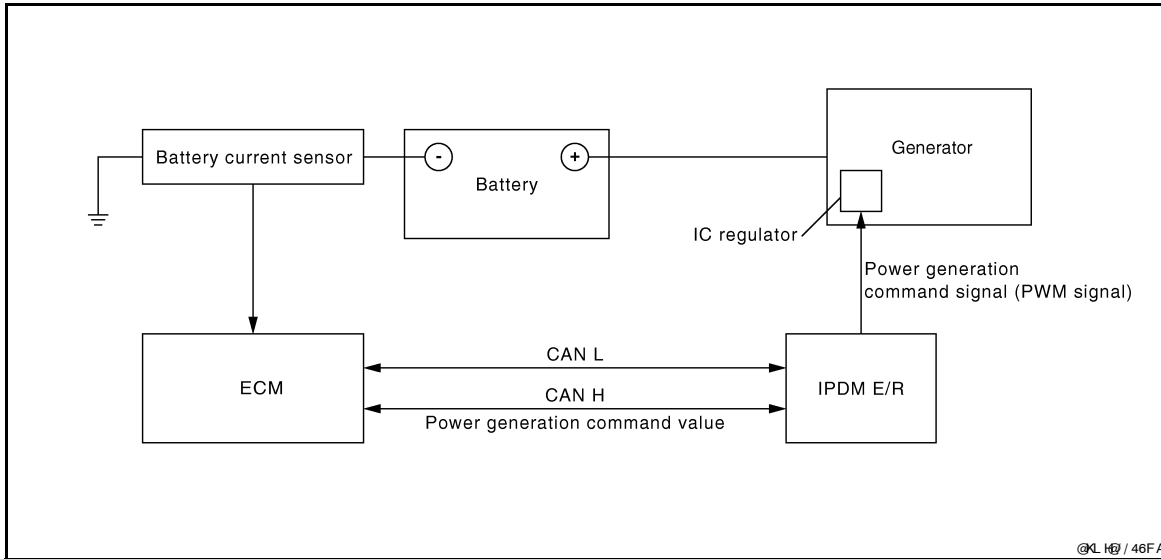 Battery current sensor
-
+
Battery
Generator
IC regulator
Power generation
command signal (PWM signal)
ECM
CAN L
CAN H
Power generation command value
IPDM E/R